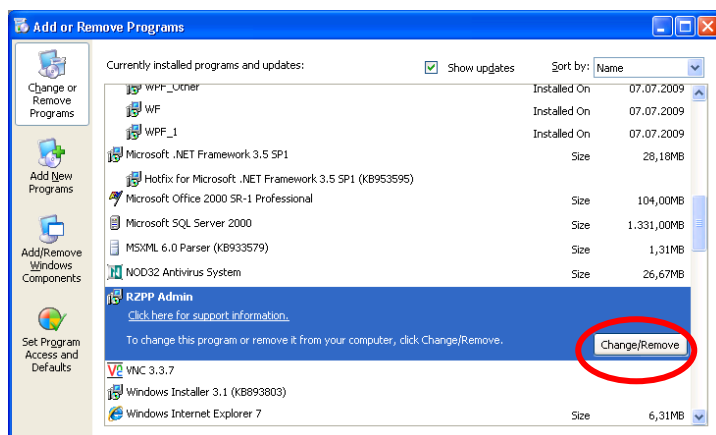 Add or Remove Programs
Change or
Remove
Programs
Add New
Programs
Add/Remove
Windows
Components
Set Program
Access and
Defaults
Currently installed programs and updates:
Show updates
Sort by: Name
WPF_Other Installed On 07.07.2009
WF Installed On 07.07.2009
WPF_1 Installed On 07.07.2009
Microsoft .NET Framework 3.5 SP1 Size 28,18MB
Hotfix for Microsoft .NET Framework 3.5 SP1 (KB953595)
Microsoft Office 2000 SR-1 Professional Size 104,00MB
Microsoft SQL Server 2000 Size 1.331,00MB
MSXML 6.0 Parser (KB933579) Size 1,31MB
NOD32 Antivirus System Size 26,67MB
RZPP Admin
Click here for support information.
To change this program or remove it from your computer, click Change/Remove.
Change/Remove
VNC 3.3.7
Windows Installer 3.1 (KB893803)
Windows Internet Explorer 7 Size 6,31MB